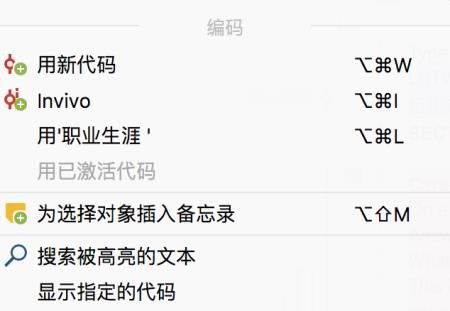 编码
用新代码 ⌥⌘W
Invivo ⌥⌘I
用'职业生涯 ' ⌥⌘L
用已激活代码
为选择对象插入备忘录 ⌥⇧M
搜索被高亮的文本
显示指定的代码